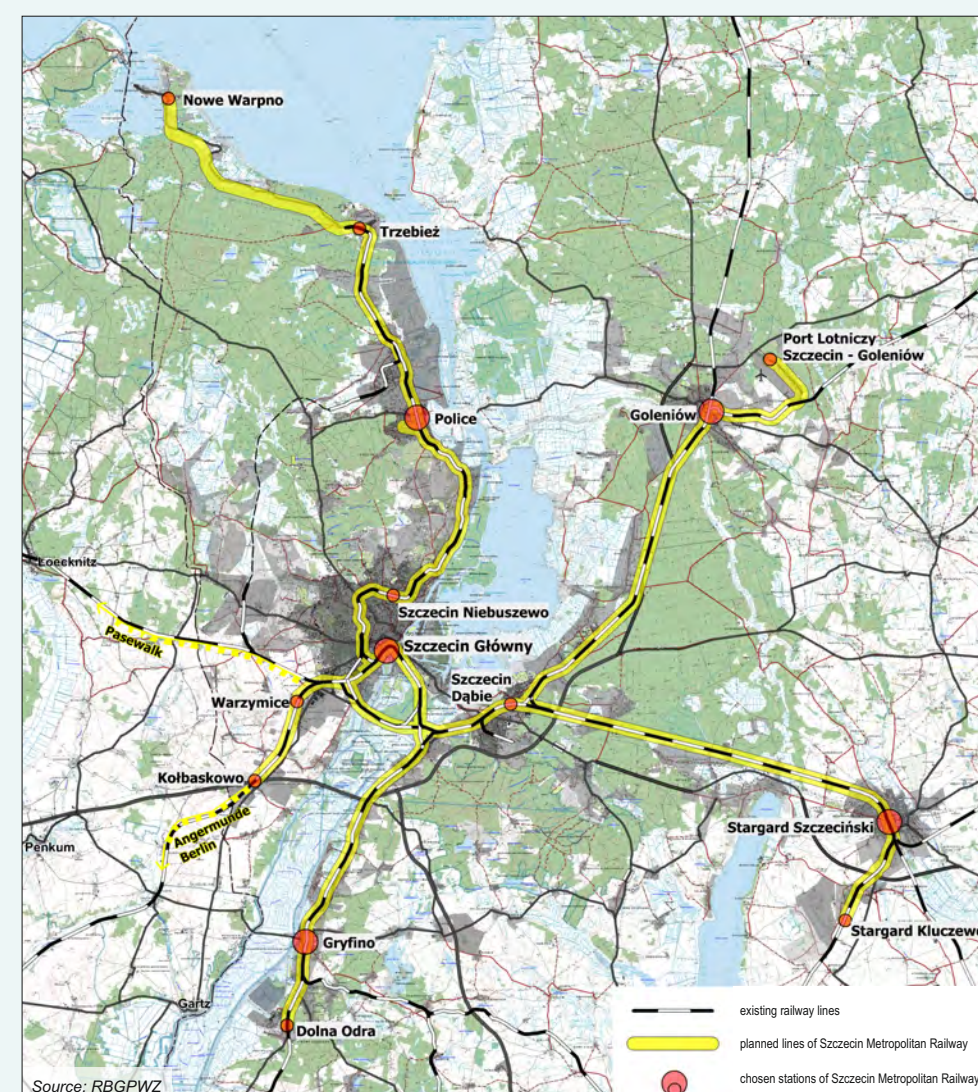 Nowe Warpno
Trzebież
Port Lotniczy
Szczecin - Goleniów
Goleniów
Police
Loecknitz
Szczecin Niebuszewo
Pasewalk
Szczecin Główny
Szczecin
Dąbie
Warzymice
Kołbaskowo
Angermunde
Berlin
Penkum
Stargard Szczeciński
Stargard Kluczewo
Gryfino
Gartz
Dolna Odra
existing railway lines
planned lines of Szczecin Metropolitan Railway
chosen stations of Szczecin Metropolitan Railway
Source: RBGPWZ